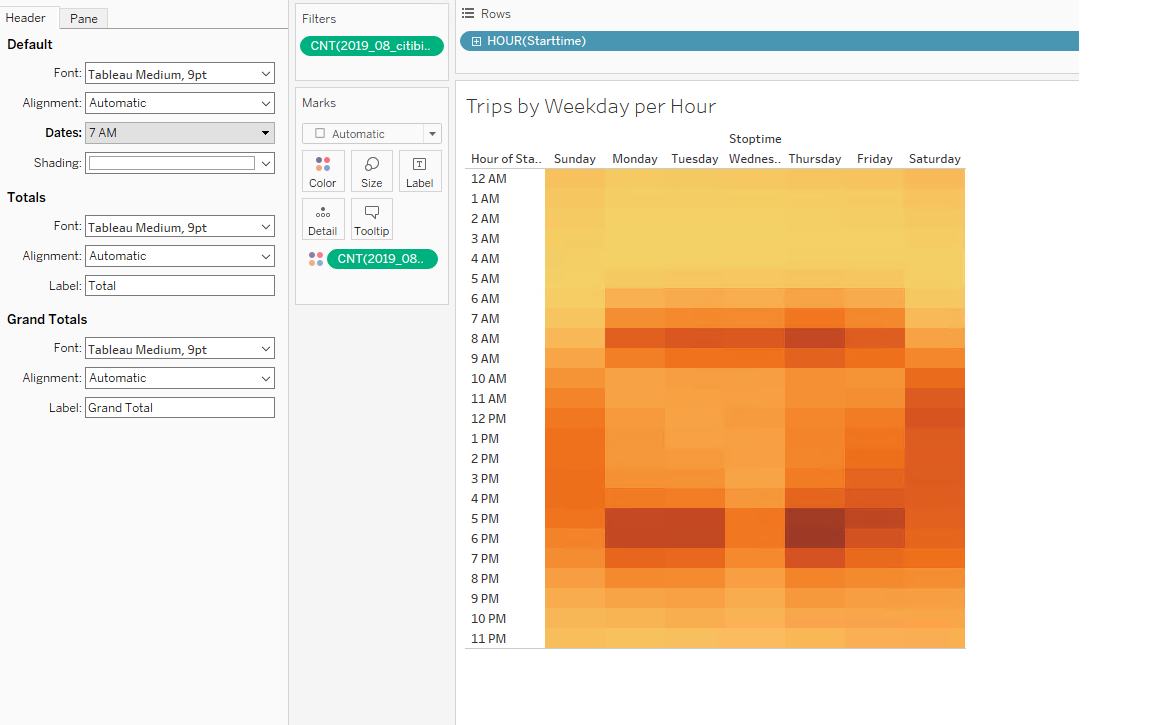 Header Pane
Default
Font: Tableau Medium, 9pt
Alignment: Automatic
Dates: 7 AM
Shading:
Totals
Font: Tableau Medium, 9pt
Alignment: Automatic
Label: Total
Grand Totals
Font: Tableau Medium, 9pt
Alignment: Automatic
Label: Grand Total
Filters
CNT(2019_08_citibi..
Marks
Automatic
Color Size Label
Detail Tooltip
CNT(2019_08..
Rows
HOUR(Starttime)
Trips by Weekday per Hour
Stoptime
Hour of Sta.. Sunday Monday Tuesday Wednes.. Thursday Friday Saturday
12 AM
1 AM
2 AM
3 AM
4 AM
5 AM
6 AM
7 AM
8 AM
9 AM
10 AM
11 AM
12 PM
1 PM
2 PM
3 PM
4 PM
5 PM
6 PM
7 PM
8 PM
9 PM
10 PM
11 PM